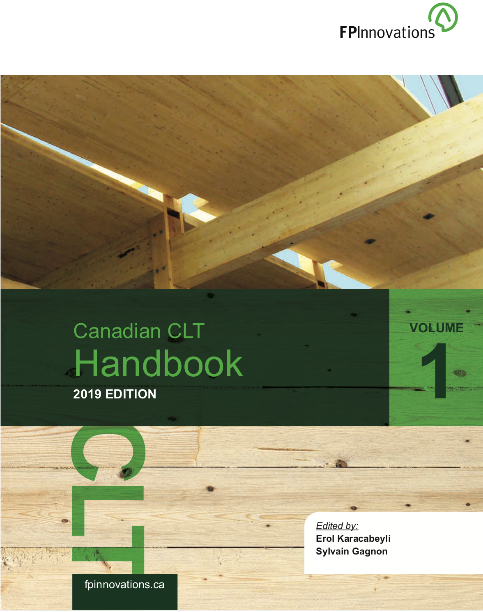 FPInnovations
Canadian CLT
Handbook
2019 EDITION
VOLUME
1
CLT
Edited by:
Erol Karacabeyli
Sylvain Gagnon
fpinnovations.ca